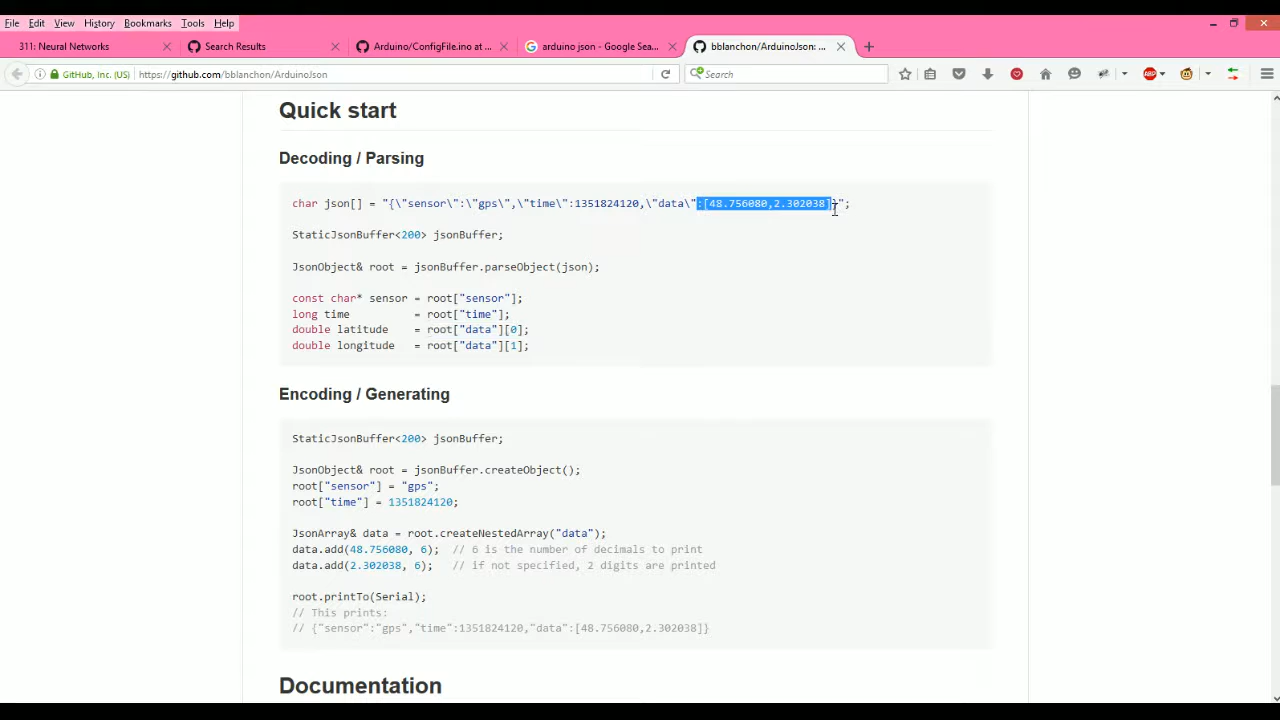 File Edit View History Bookmarks Tools Help
311: Neural Networks
Search Results
Arduino/ConfigFile.ino at ...
arduino json - Google Sea...
bblanchon/ArduinoJson: ...
GitHub, Inc. (US)
https://github.com/bblanchon/ArduinoJson
Search
ABP
Quick start
Decoding / Parsing
char json[] = "{\"sensor\":\"gps\",\"time\":1351824120,\"data\":[48.756080,2.302038]}";
StaticJsonBuffer<200> jsonBuffer;
JsonObject& root = jsonBuffer.parseObject(json);
const char* sensor = root["sensor"];
long time = root["time"];
double latitude = root["data"][0];
double longitude = root["data"][1];
Encoding / Generating
StaticJsonBuffer<200> jsonBuffer;
JsonObject& root = jsonBuffer.createObject();
root["sensor"] = "gps";
root["time"] = 1351824120;
JsonArray& data = root.createNestedArray("data");
data.add(48.756080, 6); // 6 is the number of decimals to print
data.add(2.302038, 6); // if not specified, 2 digits are printed
root.printTo(Serial);
// This prints:
// {"sensor":"gps","time":1351824120,"data":[48.756080,2.302038]}
Documentation